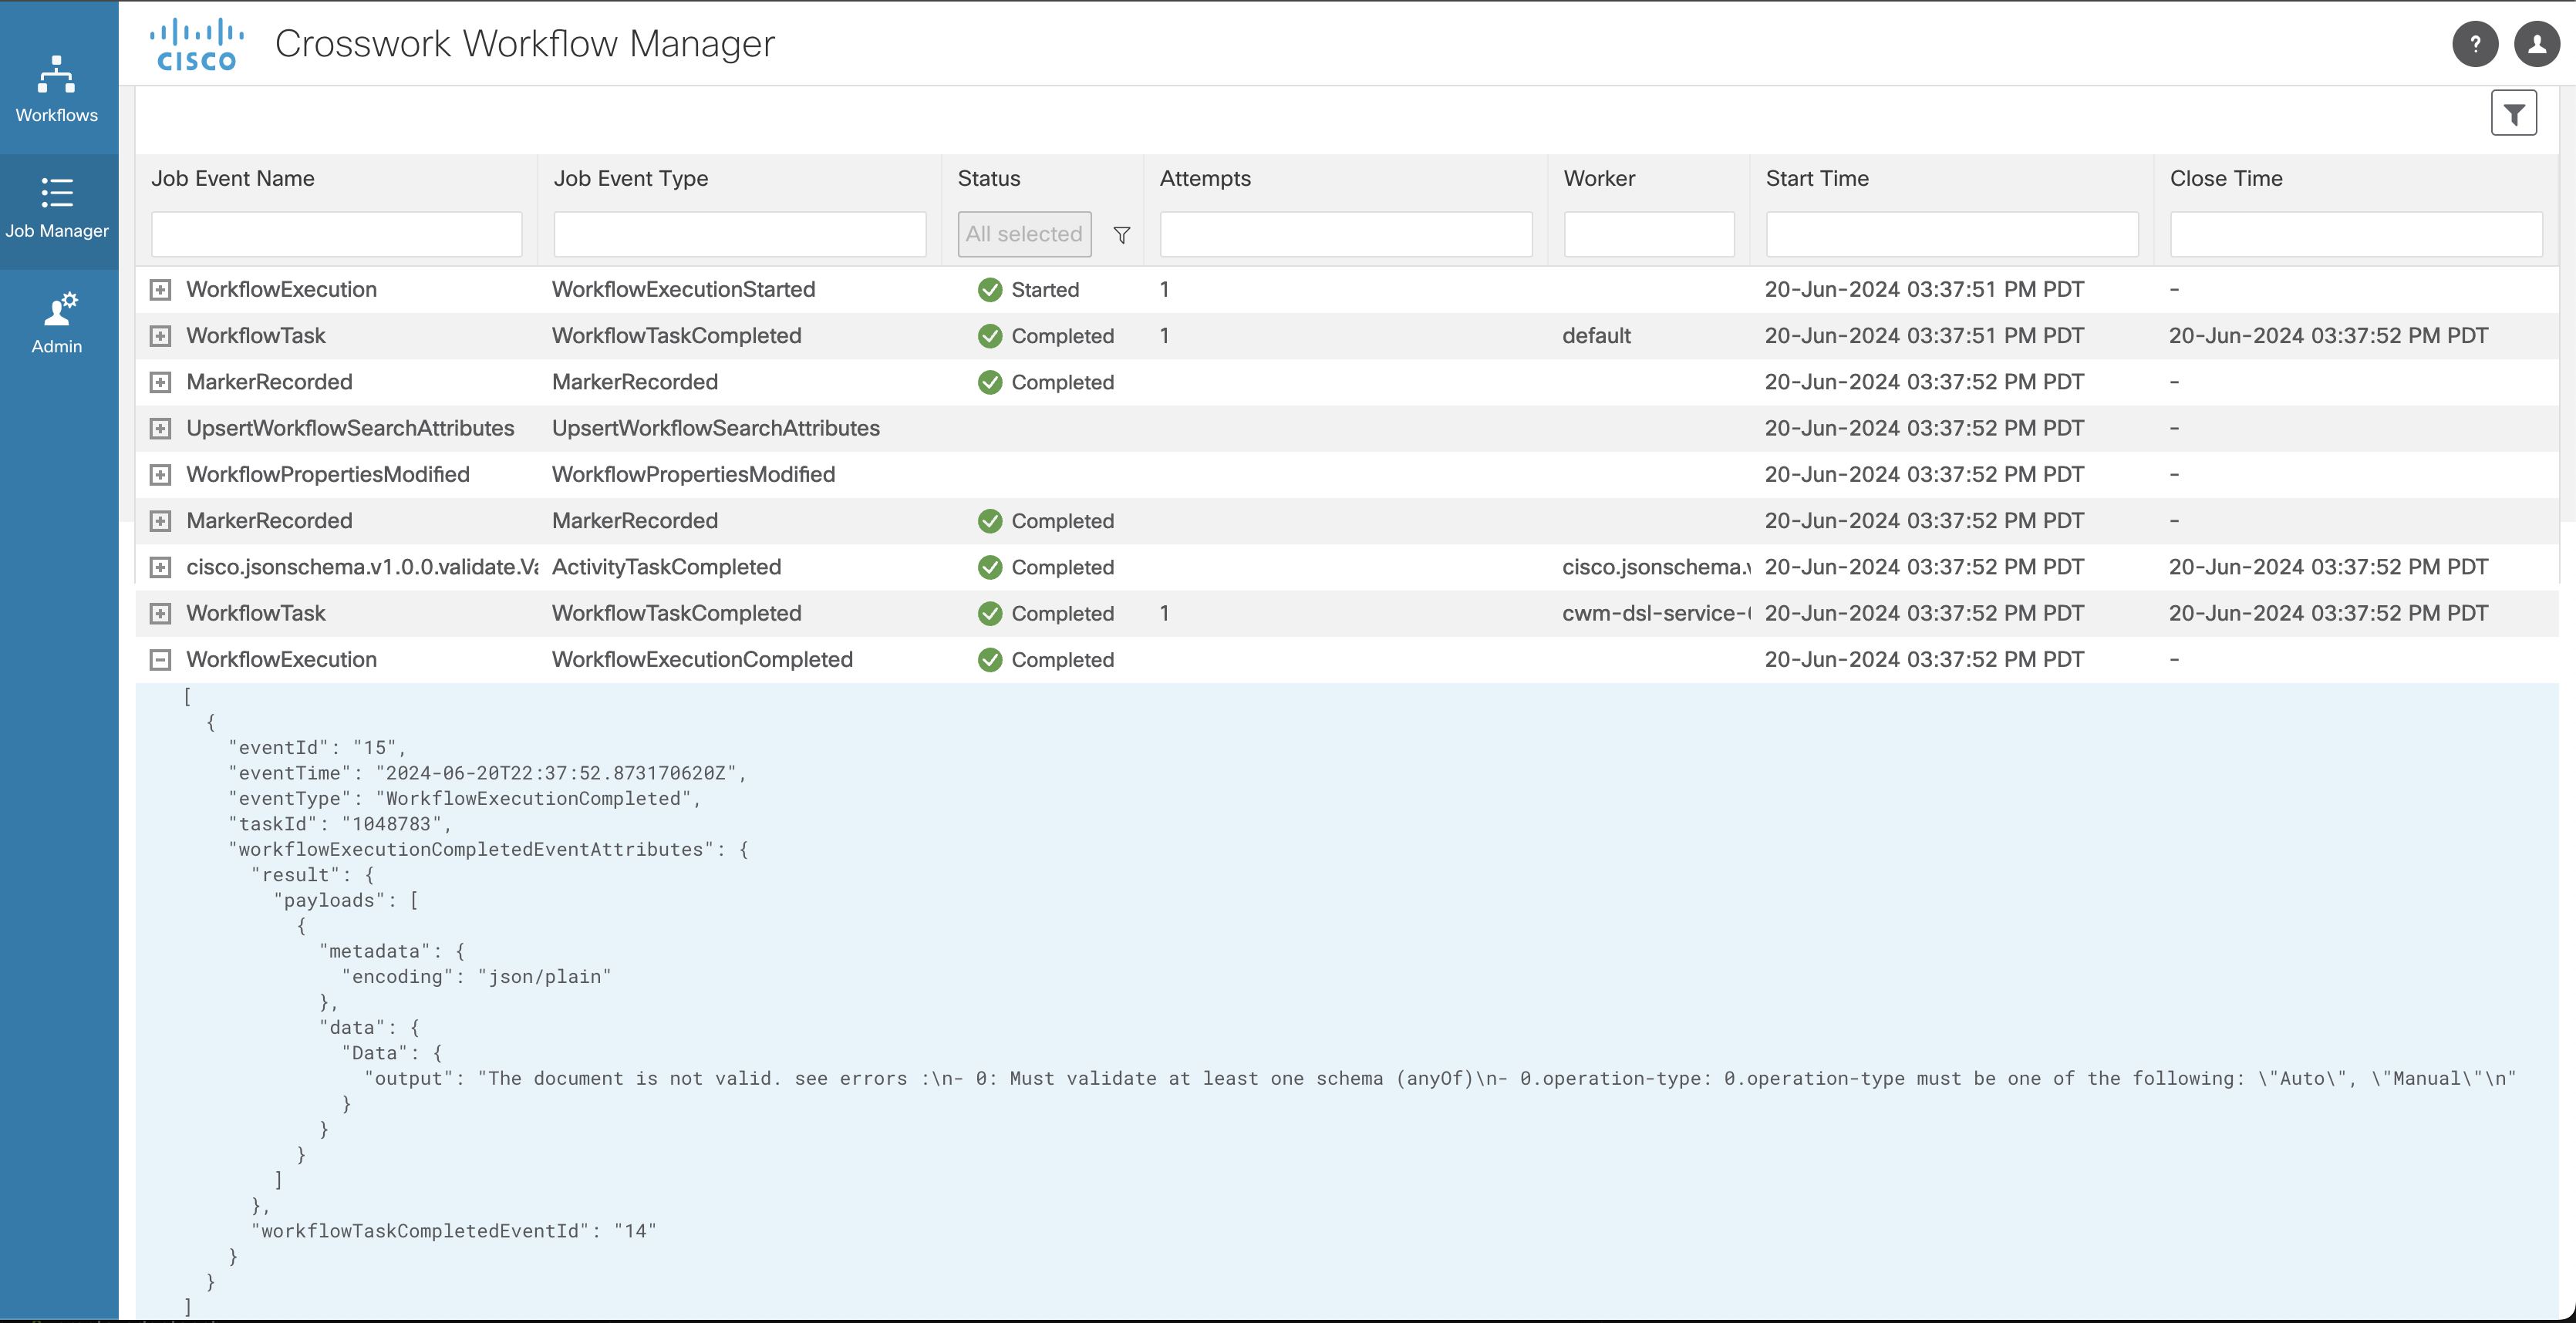 CISCO Crosswork Workflow Manager
?
Workflows
Job Manager
Admin
Job Event Name Job Event Type Status Attempts Worker Start Time Close Time
All selected
WorkflowExecution WorkflowExecutionStarted Started 1 20-Jun-2024 03:37:51 PM PDT -
WorkflowTask WorkflowTaskCompleted Completed 1 default 20-Jun-2024 03:37:51 PM PDT 20-Jun-2024 03:37:52 PM PDT
MarkerRecorded MarkerRecorded Completed 20-Jun-2024 03:37:52 PM PDT -
UpsertWorkflowSearchAttributes UpsertWorkflowSearchAttributes 20-Jun-2024 03:37:52 PM PDT -
WorkflowPropertiesModified WorkflowPropertiesModified 20-Jun-2024 03:37:52 PM PDT -
MarkerRecorded MarkerRecorded Completed 20-Jun-2024 03:37:52 PM PDT -
cisco.jsonschema.v1.0.0.validate.Va ActivityTaskCompleted Completed cisco.jsonschema.v 20-Jun-2024 03:37:52 PM PDT 20-Jun-2024 03:37:52 PM PDT
WorkflowTask WorkflowTaskCompleted Completed 1 cwm-dsl-service- 20-Jun-2024 03:37:52 PM PDT 20-Jun-2024 03:37:52 PM PDT
WorkflowExecution WorkflowExecutionCompleted Completed 20-Jun-2024 03:37:52 PM PDT -
[
{
"eventId": "15",
"eventTime": "2024-06-20T22:37:52.873170620Z",
"eventType": "WorkflowExecutionCompleted",
"taskId": "1048783",
"workflowExecutionCompletedEventAttributes": {
"result": {
"payloads": [
{
"metadata": {
"encoding": "json/plain"
},
"data": {
"Data": {
"output": "The document is not valid. see errors :\n- 0: Must validate at least one schema (anyOf)\n- 0.operation-type: 0.operation-type must be one of the following: \"Auto\", \"Manual\"\n"
}
}
}
]
},
"workflowTaskCompletedEventId": "14"
}
}
]